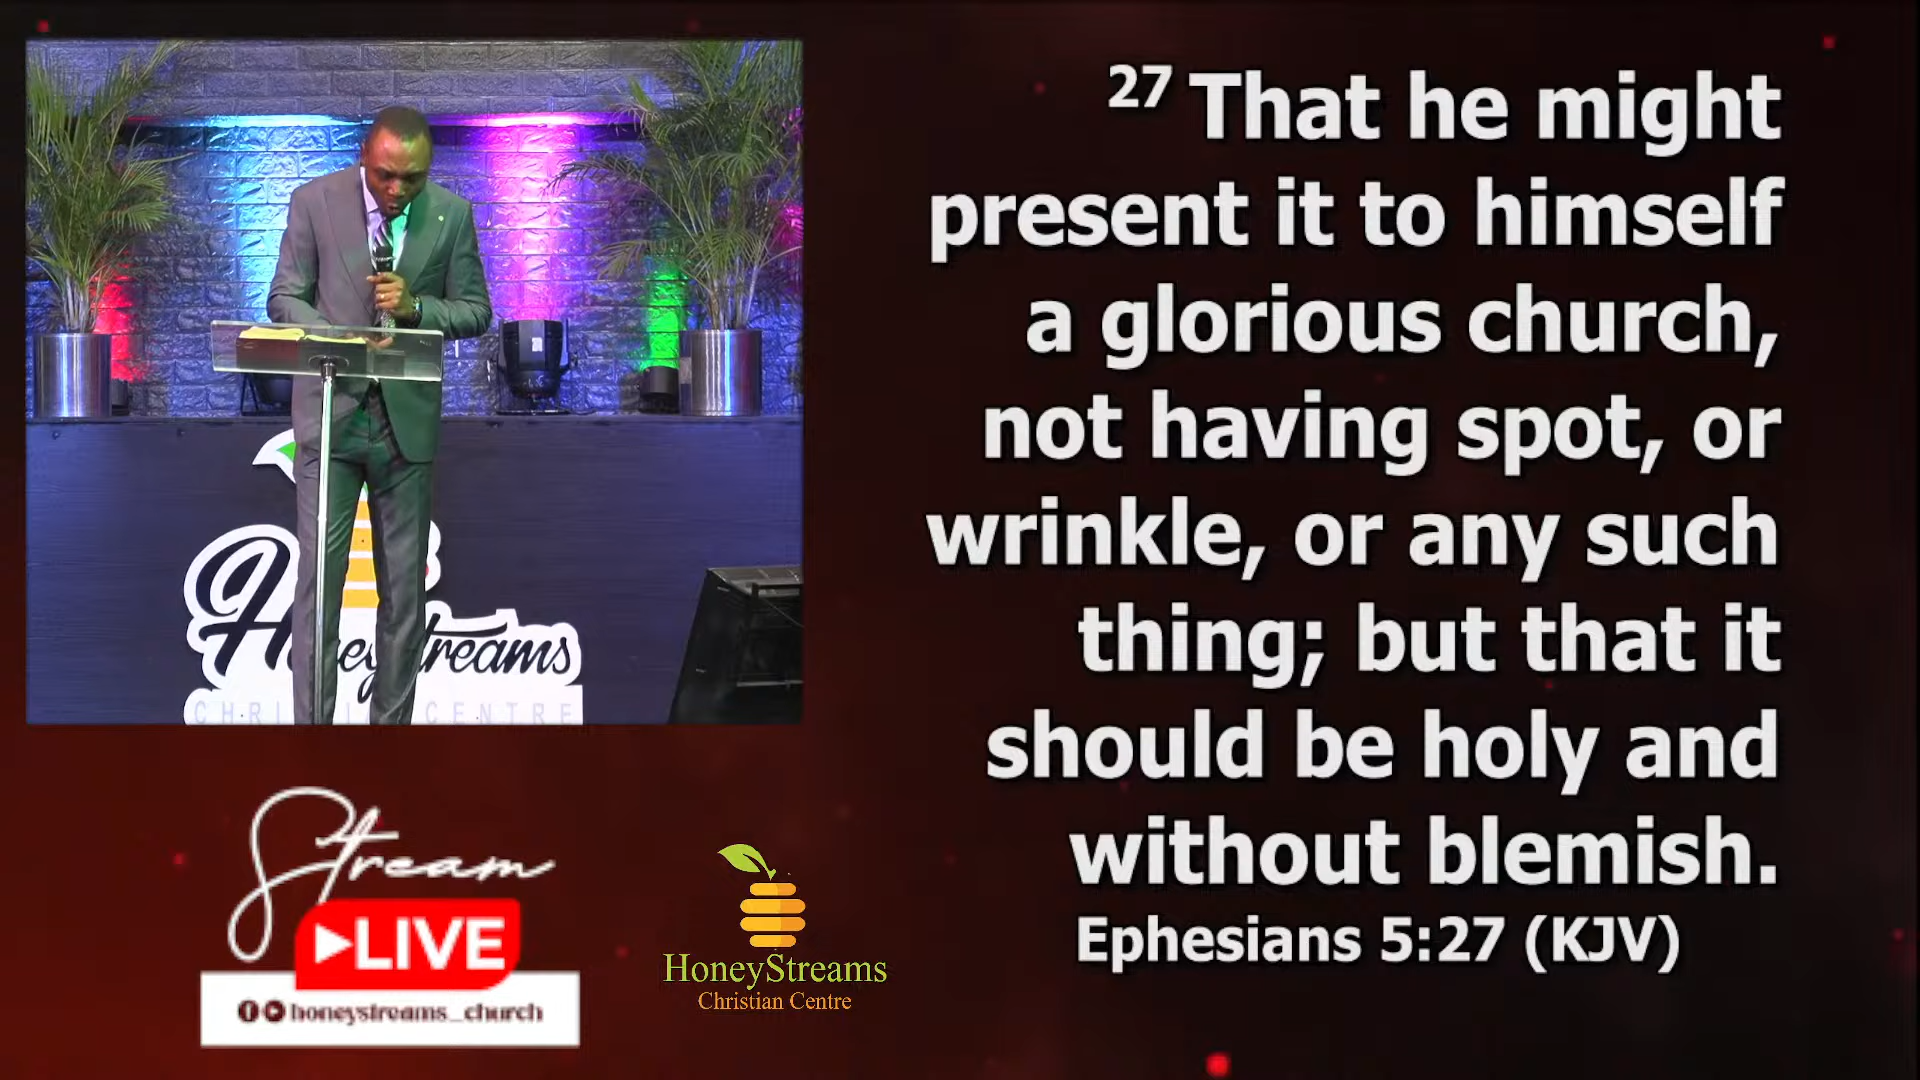 27 That he might
present it to himself
a glorious church,
not having spot, or
wrinkle, or any such
thing; but that it
should be holy and
without blemish.
Ephesians 5:27 (KJV)
CENTRE
Stream
LIVE
honeystreams_church
HoneyStreams
Christian Centre